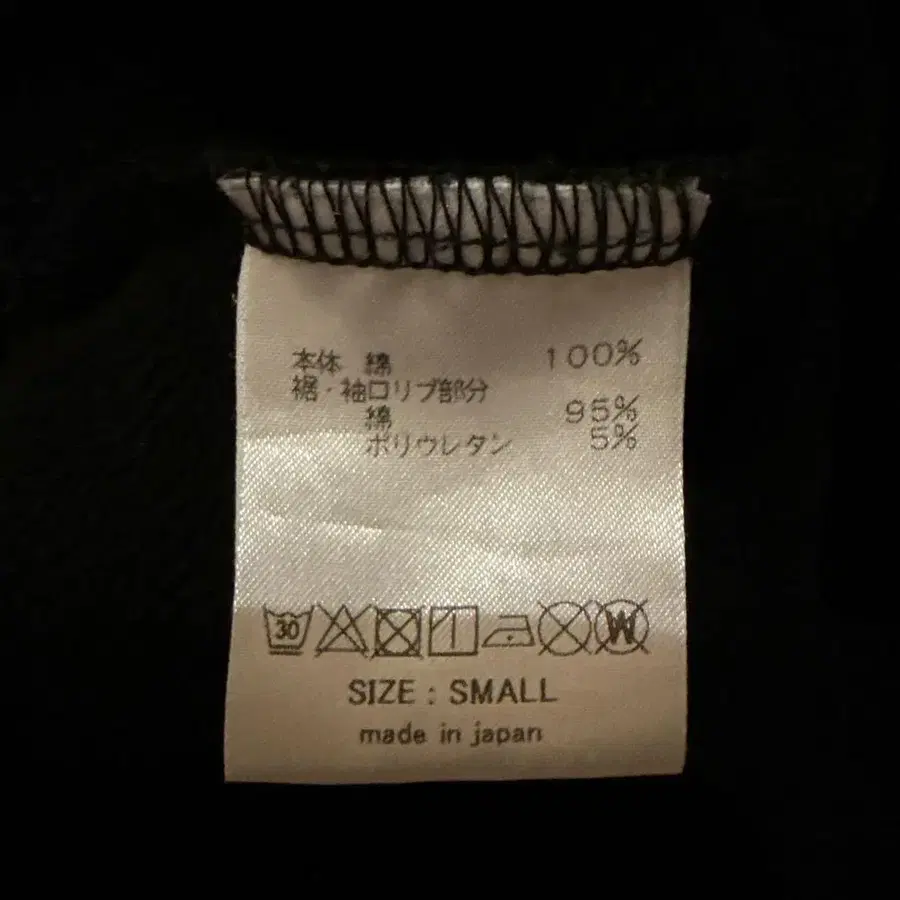 本体 綿 100%
裾・袖口リブ部分
綿 95%
ポリウレタン 5%
30 W
SIZE : SMALL
made in japan